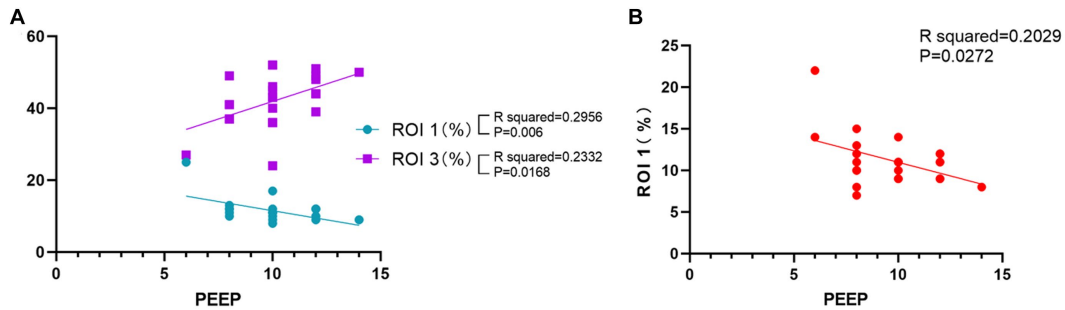 A
60
40
20
0
0
5
10
15
PEEP
ROI 1(%)
R squared=0.2956
P=0.006
ROI 3(%)
R squared=0.2332
P=0.0168
B
R squared=0.2029
P=0.0272
25
20
15
10
5
0
ROI 1(%)
0
5
10
15
PEEP